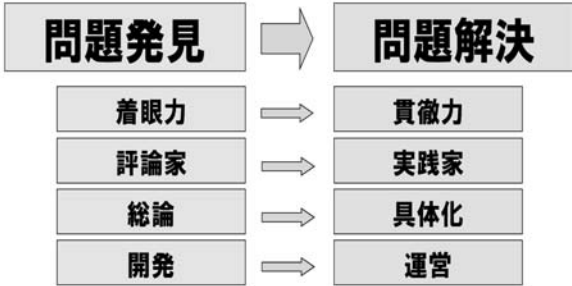 問題発見 問題解決
着眼力 貫徹力
評論家 実践家
総論 具体化
開発 運営